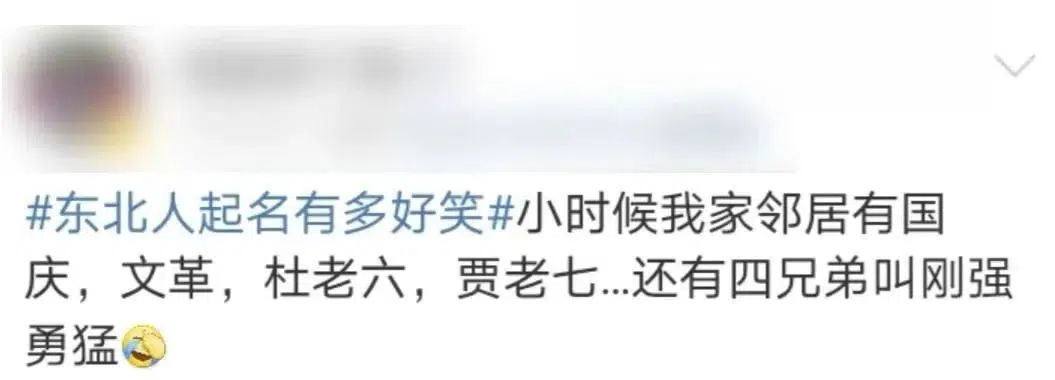 #东北人起名有多好笑#小时候我家邻居有国
庆，文革，杜老六，贾老七...还有四兄弟叫刚强
勇猛🤣